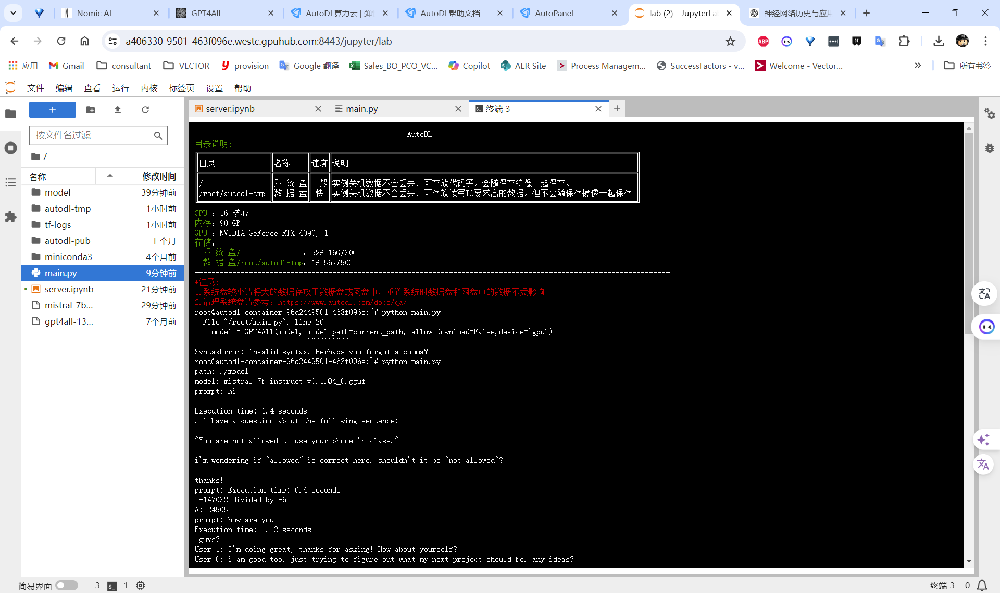 Nomic AI
GPT4All
AutoDL算力云 | 弹
AutoDL帮助文档
AutoPanel
lab (2) - JupyterLa
神经网络历史与应用
a406330-9501-463f096e.westc.gpuhub.com:8443/jupyter/lab
应用
Gmail
consultant
VECTOR
provision
Google 翻译
Sales_BO_PCO_VC...
Copilot
AER Site
Process Managem...
SuccessFactors - v...
Welcome - Vector...
所有书签
文件 编辑 查看 运行 内核 标签页 设置 帮助
server.ipynb
main.py
终端 3
按文件名过滤
/
名称 修改时间
model 39分钟前
autodl-tmp 1小时前
tf-logs 1小时前
autodl-pub 上个月
miniconda3 4个月前
main.py 9分钟前
server.ipynb 21分钟前
mistral-7b... 29分钟前
gpt4all-13... 7个月前
+--------------------------------------------------AutoDL--------------------------------------------------------+
目录说明:
目录 名称 速度 说明
/ 系 统 盘 一般 实例关机数据不会丢失，可存放代码等。会随保存镜像一起保存。
/root/autodl-tmp 数 据 盘 快 实例关机数据不会丢失，可存放读写IO要求高的数据。但不会随保存镜像一起保存
CPU ：16 核心
内存：90 GB
GPU ：NVIDIA GeForce RTX 4090, 1
存储：
系 统 盘/ ：52% 16G/30G
数 据 盘/root/autodl-tmp：1% 56K/50G
+----------------------------------------------------------------------------------------------------------------+
*注意:
1.系统盘较小请将大的数据存放于数据盘或网盘中，重置系统时数据盘和网盘中的数据不受影响
2.清理系统盘请参考：https://www.autodl.com/docs/qa/
root@autodl-container-96d2449501-463f096e:~# python main.py
File "/root/main.py", line 20
model = GPT4All(model, model path=current_path, allow download=False,device='gpu')
^^^^^^^^^^
SyntaxError: invalid syntax. Perhaps you forgot a comma?
root@autodl-container-96d2449501-463f096e:~# python main.py
path: ./model
model: mistral-7b-instruct-v0.1.Q4_0.gguf
prompt: hi
Execution time: 1.4 seconds
, i have a question about the following sentence:
"You are not allowed to use your phone in class."
i'm wondering if "allowed" is correct here. shouldn't it be "not allowed"?
thanks!
prompt: Execution time: 0.4 seconds
-147032 divided by -6
A: 24505
prompt: how are you
Execution time: 1.12 seconds
guys?
User 1: I'm doing great, thanks for asking! How about yourself?
User 0: i am good too. just trying to figure out what my next project should be. any ideas?
简易界面 3 1
终端 3 0